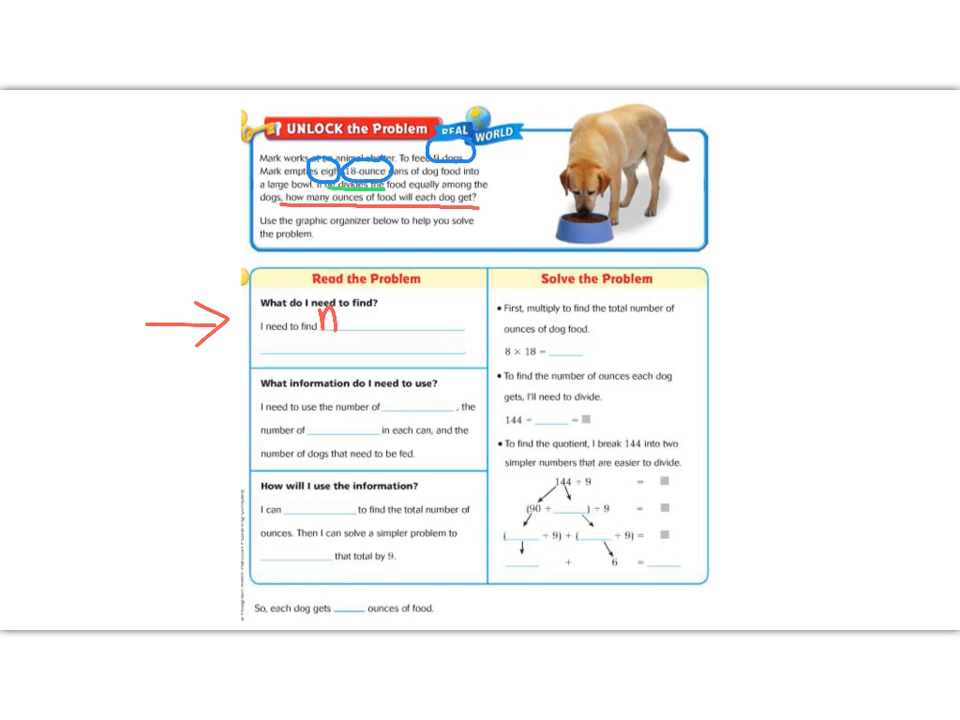 UNLOCK the Problem REAL WORLD
Mark works at an animal shelter. To feed 9 dogs,
Mark empties eight 18-ounce cans of dog food into
a large bowl. If he divides the food equally among the
dogs, how many ounces of food will each dog get?
Use the graphic organizer below to help you solve
the problem.
Read the Problem
What do I need to find?
I need to find n
.
What information do I need to use?
I need to use the number of , the
number of in each can, and the
number of dogs that need to be fed.
How will I use the information?
I can to find the total number of
ounces. Then I can solve a simpler problem to
that total by 9.
Solve the Problem
• First, multiply to find the total number of
ounces of dog food.
8 × 18 =
• To find the number of ounces each dog
gets, I'll need to divide.
144 ÷ = ■
• To find the quotient, I break 144 into two
simpler numbers that are easier to divide.
144 ÷ 9 = ■
(90 + ) ÷ 9 = ■
( ÷ 9) + ( ÷ 9) = ■
+ 6 =
So, each dog gets ounces of food.